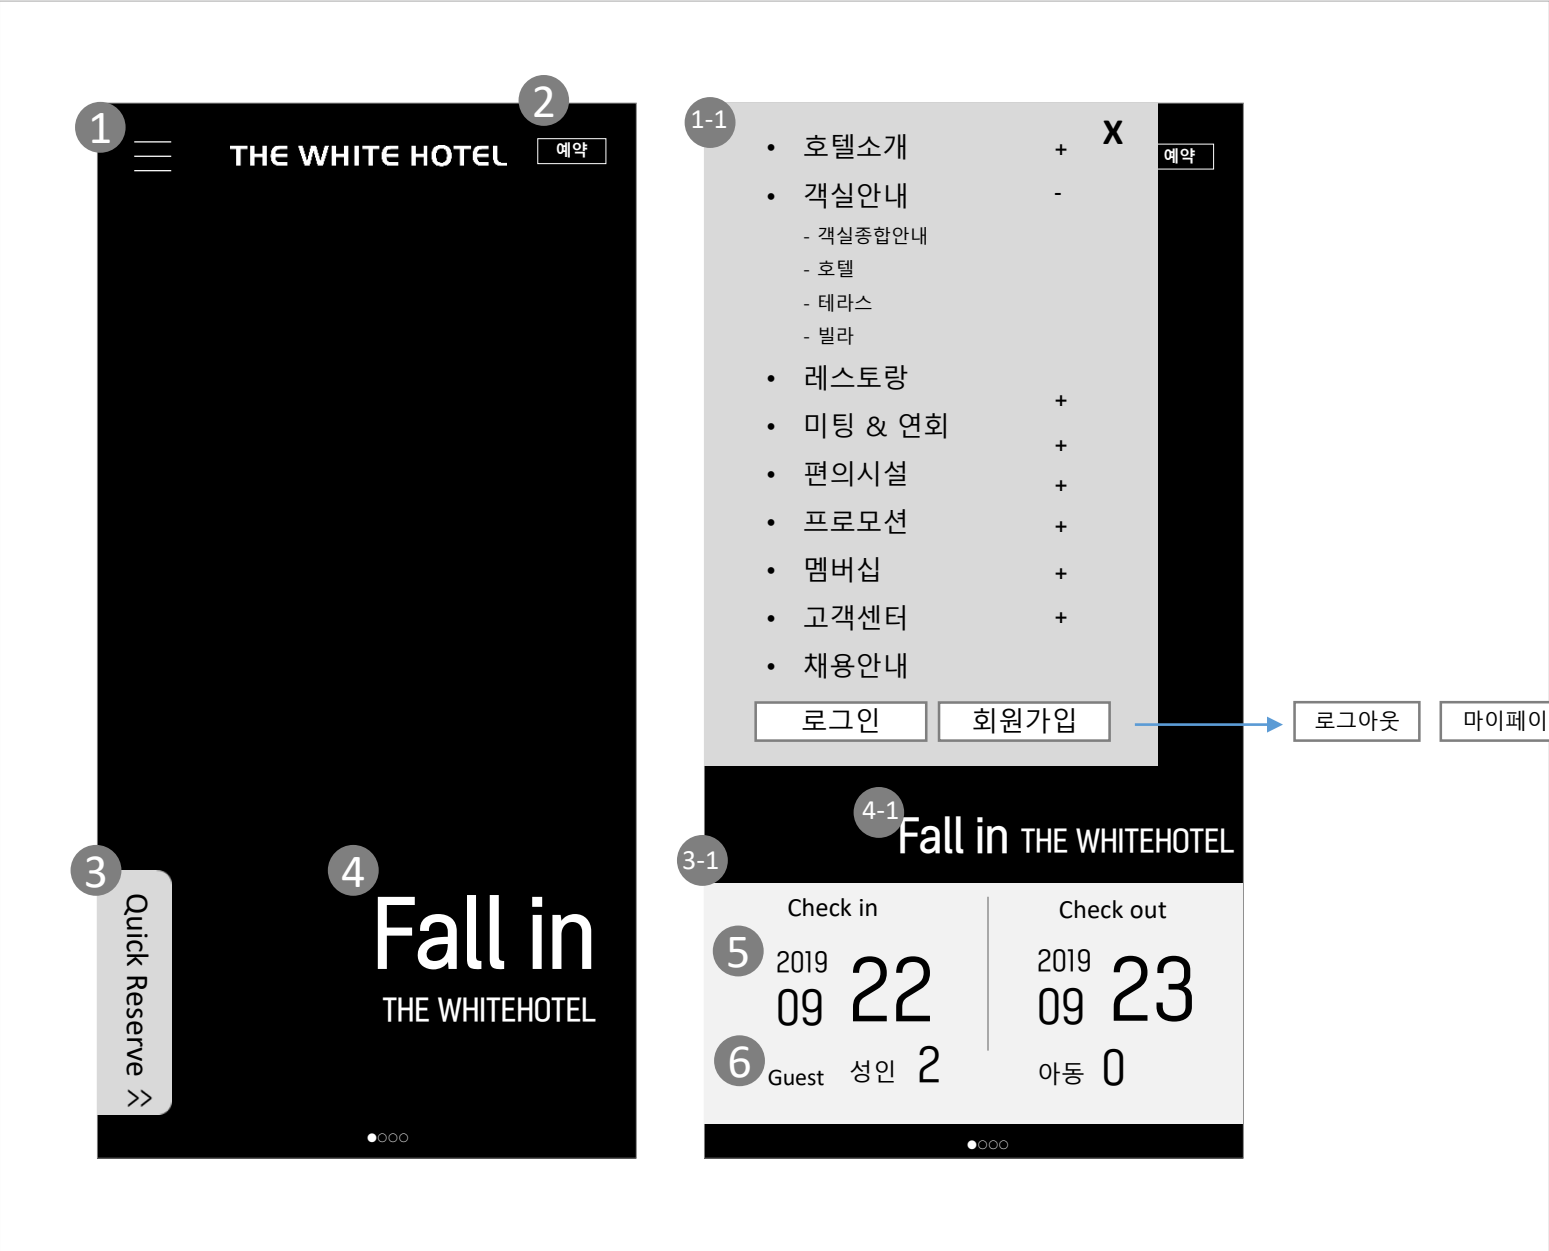 1
2
THE WHITE HOTEL
예약
3
Quick Reserve >>
4
Fall in
THE WHITEHOTEL
1-1
X
• 호텔소개 +
• 객실안내 -
- 객실종합안내
- 호텔
- 테라스
- 빌라
• 레스토랑 +
• 미팅 & 연회 +
• 편의시설 +
• 프로모션 +
• 멤버십 +
• 고객센터 +
• 채용안내
로그인 회원가입
예약
로그아웃 마이페이
4-1
Fall in THE WHITEHOTEL
3-1
Check in Check out
5
2019 09 22
2019 09 23
6
Guest 성인 2 아동 0